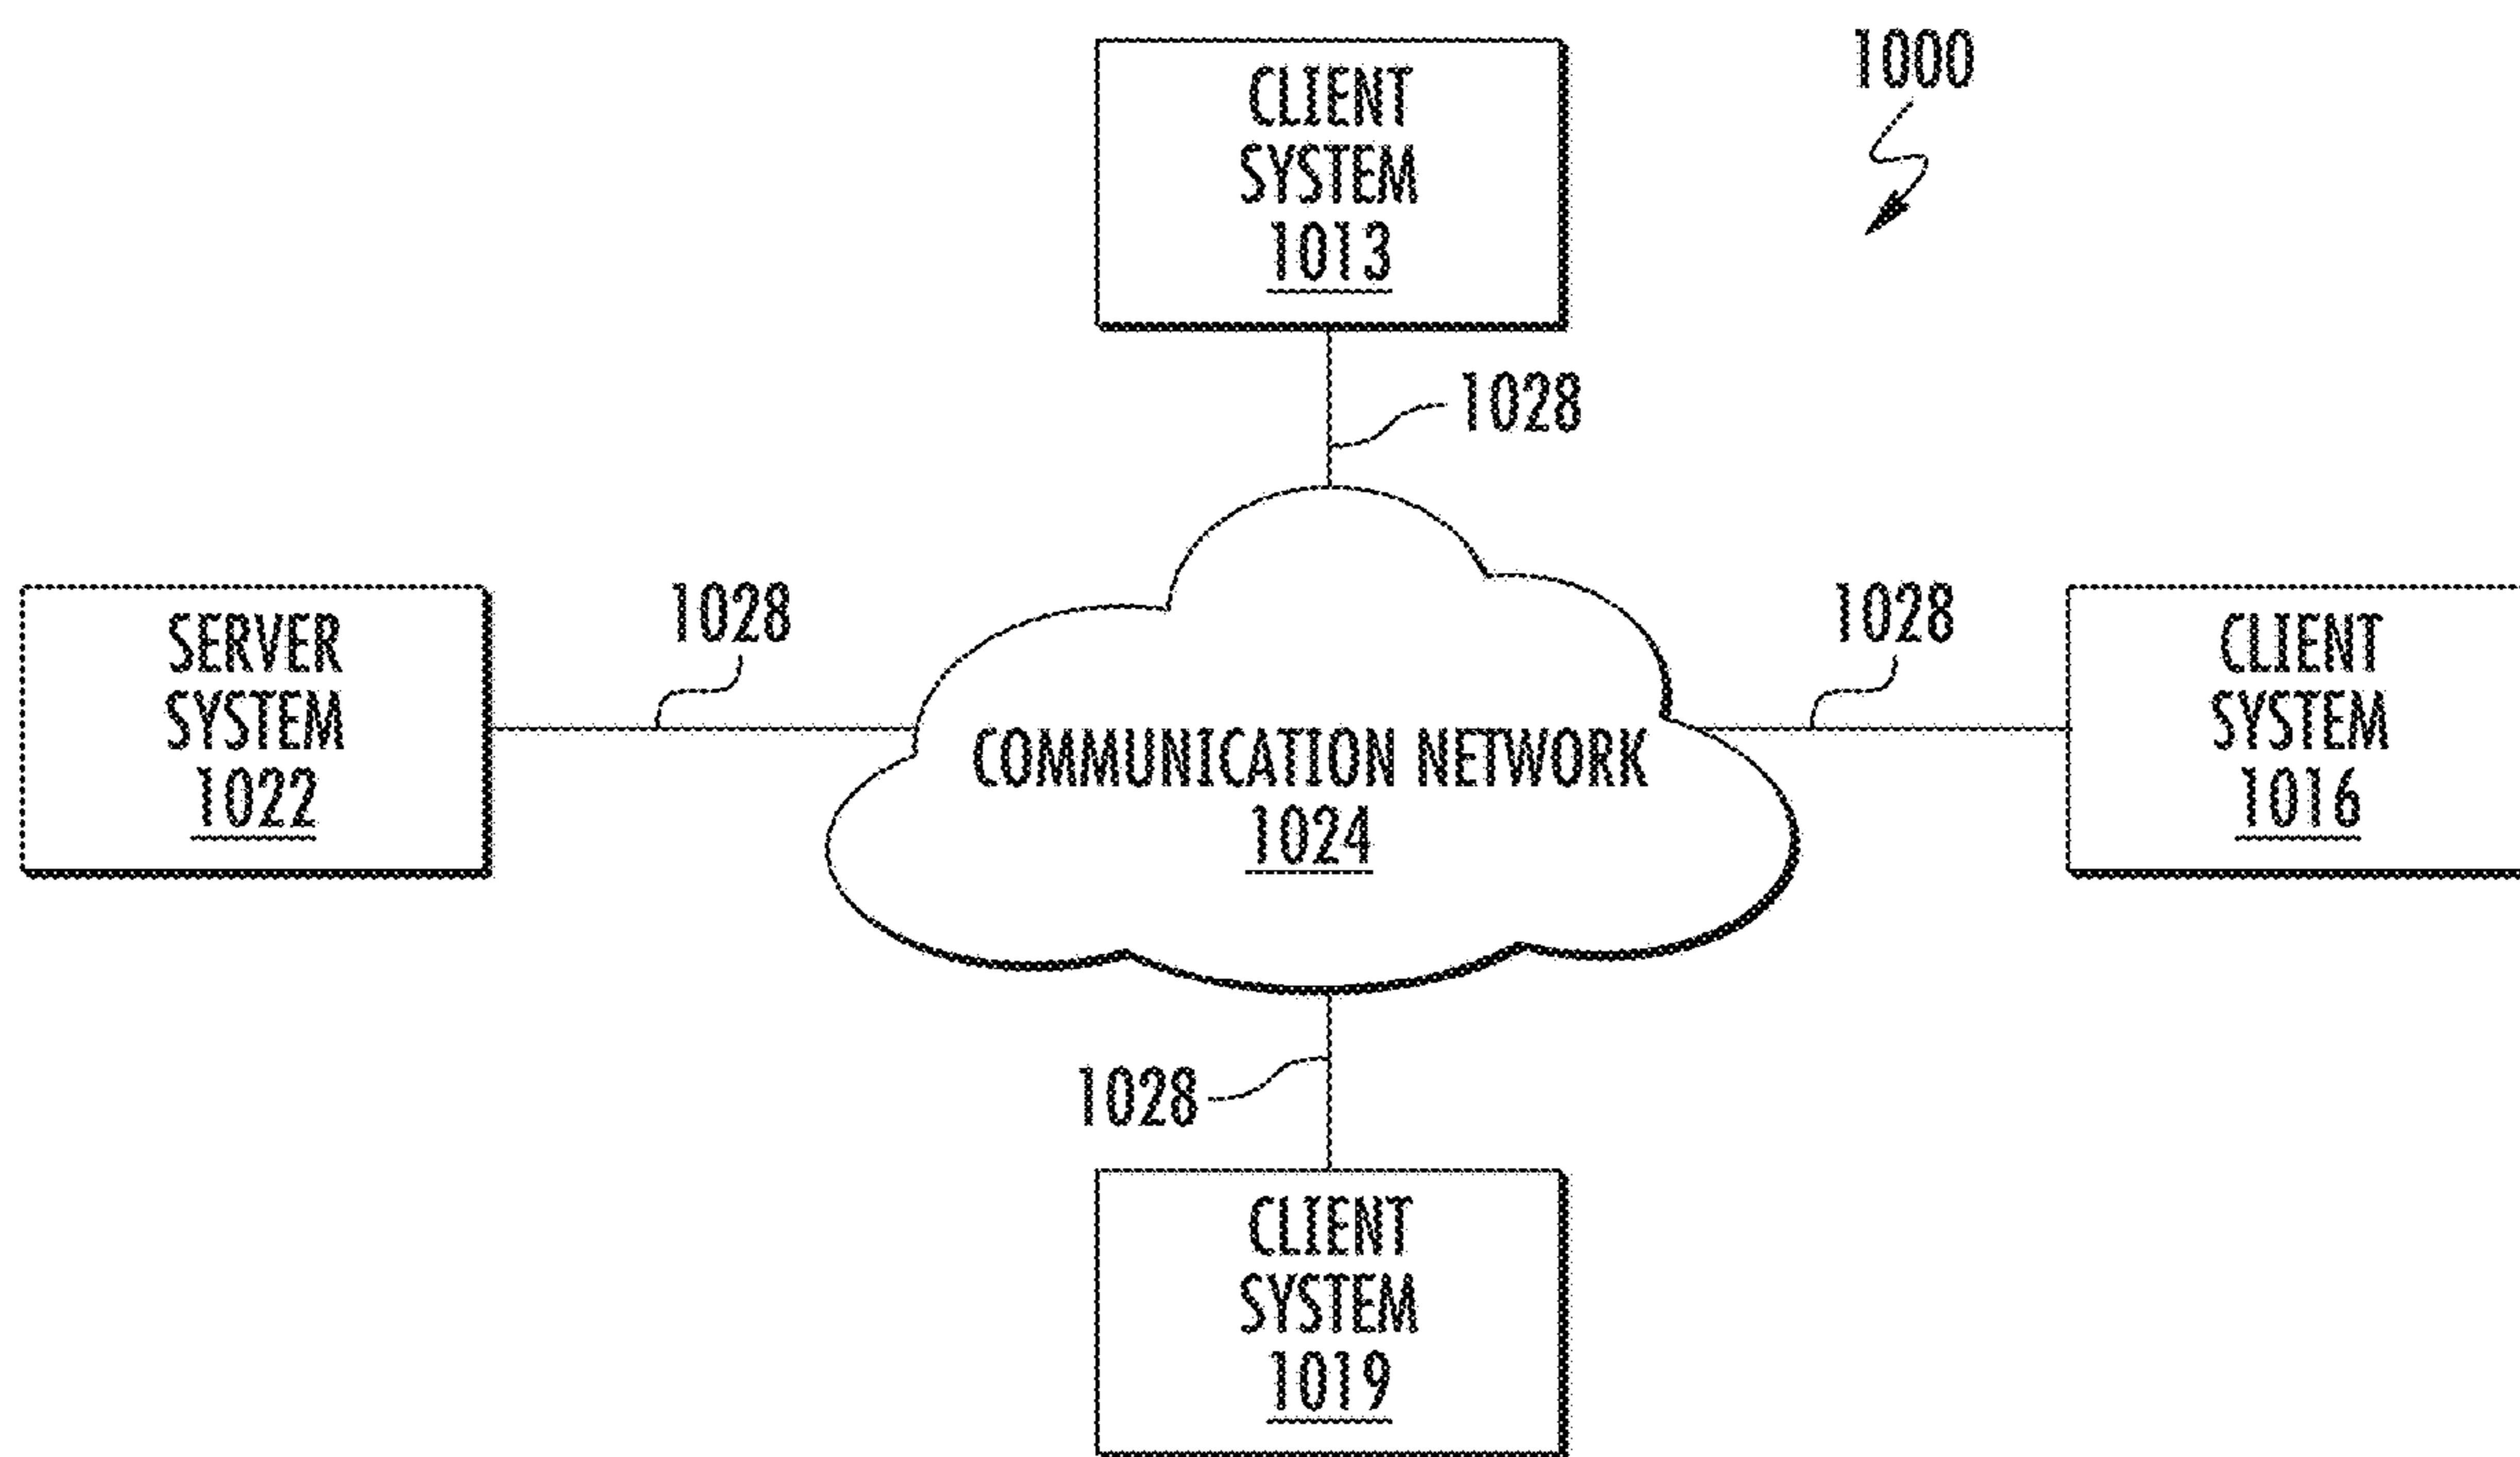 CLIENT
SYSTEM
1013
1000
1028
SERVER
SYSTEM
1022
1028
COMMUNICATION NETWORK
1024
1028
CLIENT
SYSTEM
1016
1028
CLIENT
SYSTEM
1019